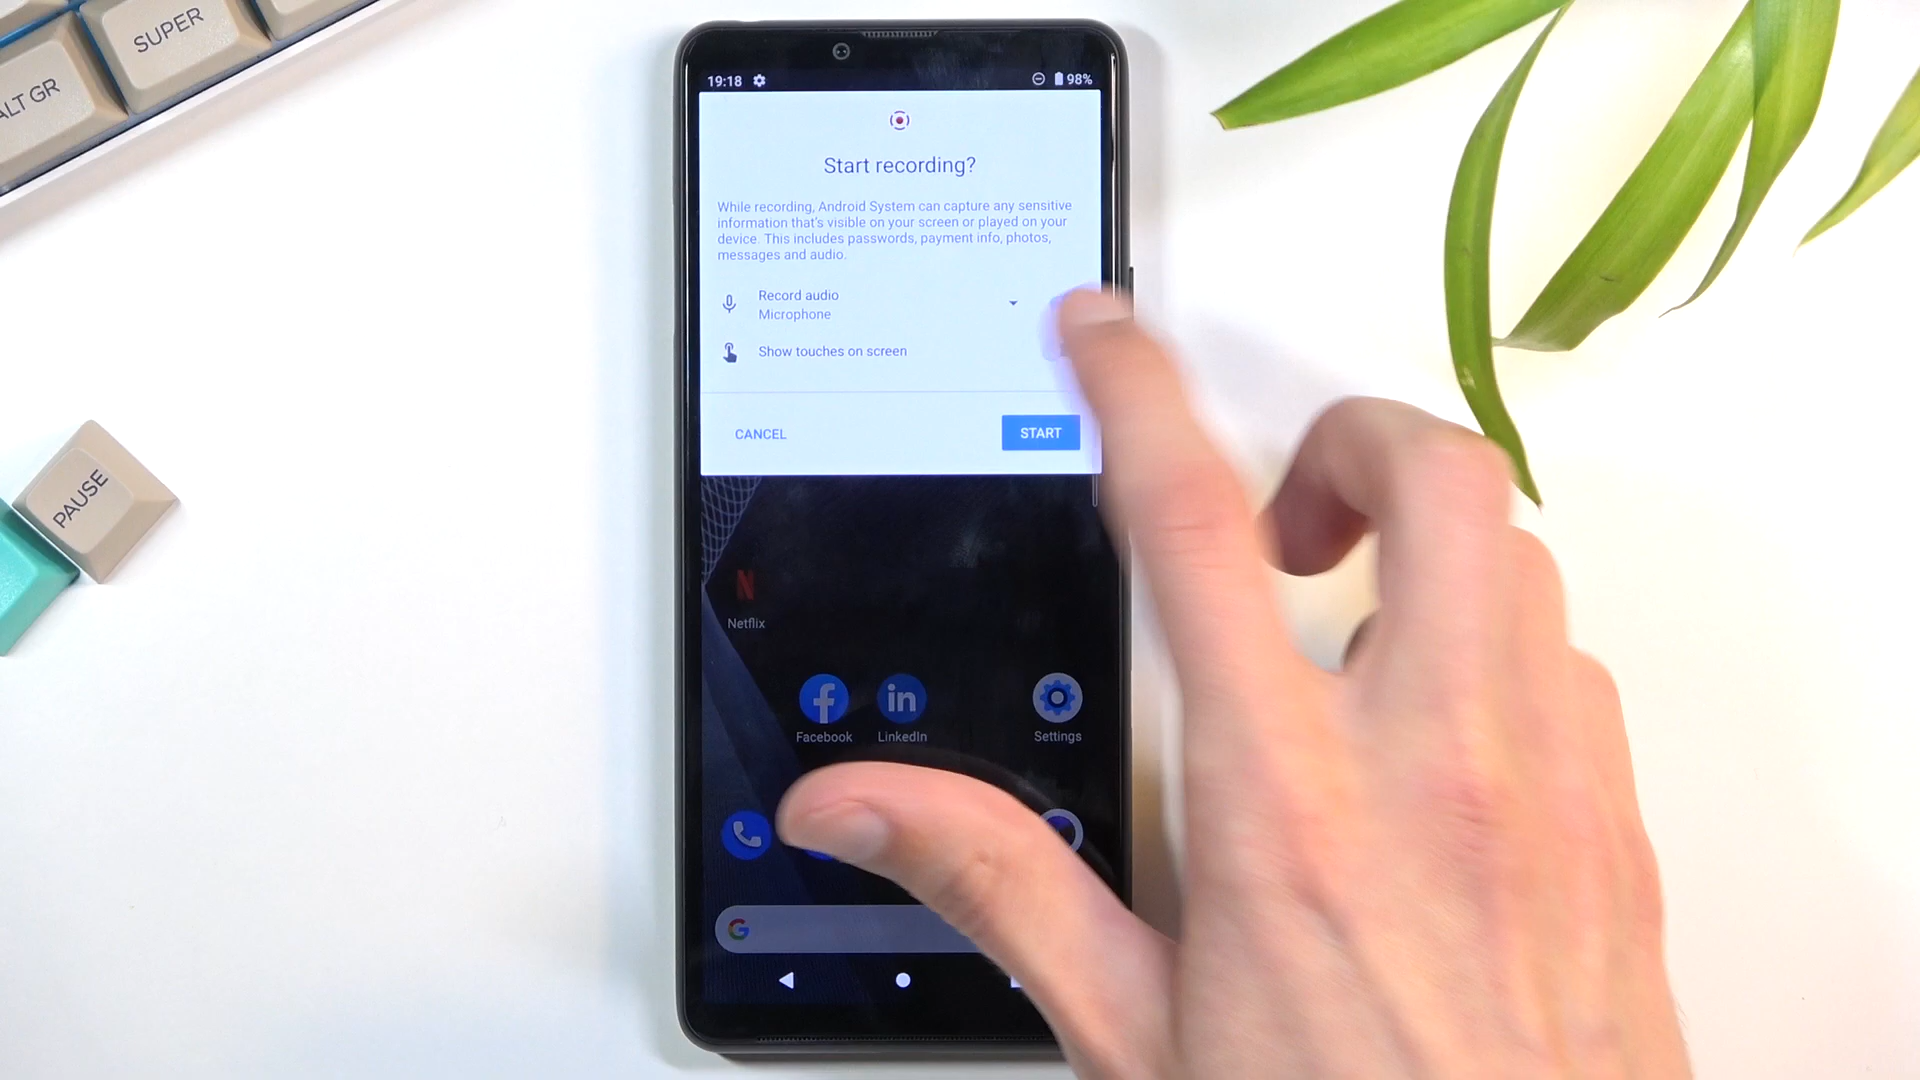 SUPER
ALT GR
PAUSE
19:18
98%
Start recording?
While recording, Android System can capture any sensitive
information that's visible on your screen or played on your
device. This includes passwords, payment info, photos,
messages and audio.
Record audio
Microphone
Show touches on screen
CANCEL
START
Netflix
Facebook
LinkedIn
Settings